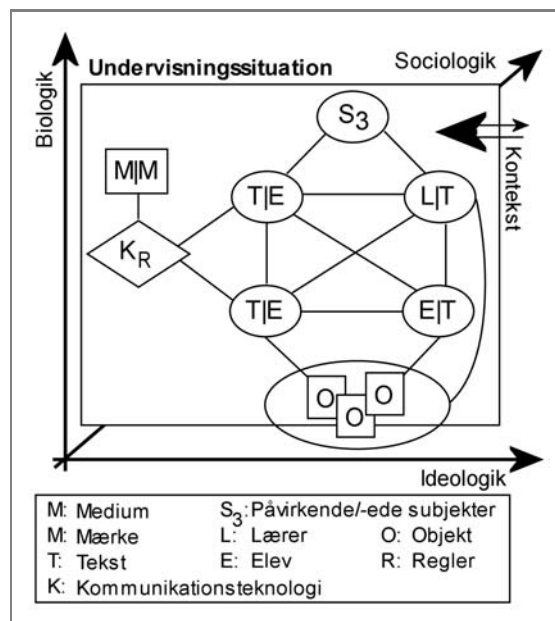 Biologik
Undervisningssituation
Sociologik
S3
Kontekst
M|M
T|E
L|T
KR
T|E
E|T
O
O
O
Ideologik
M: Medium S3: Påvirkende/-ede subjekter
M: Mærke L: Lærer O: Objekt
T: Tekst E: Elev R: Regler
K: Kommunikationsteknologi